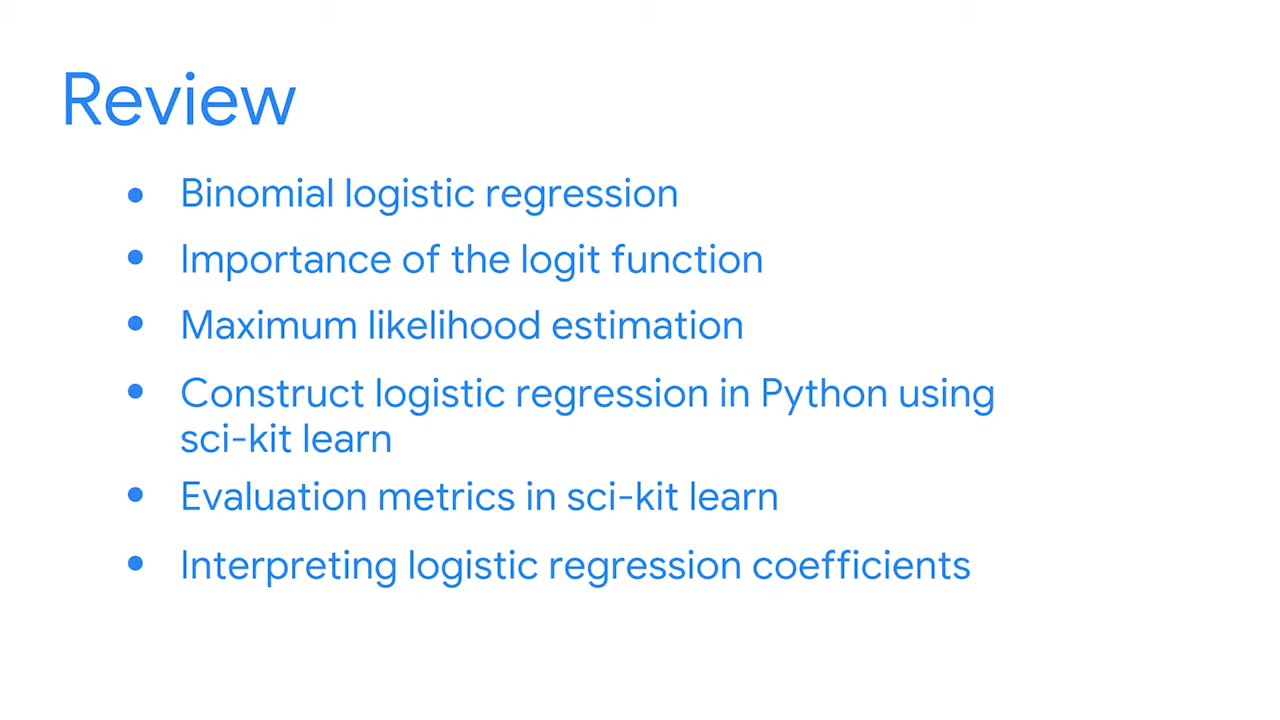 Review
• Binomial logistic regression
• Importance of the logit function
• Maximum likelihood estimation
• Construct logistic regression in Python using
sci-kit learn
• Evaluation metrics in sci-kit learn
• Interpreting logistic regression coefficients